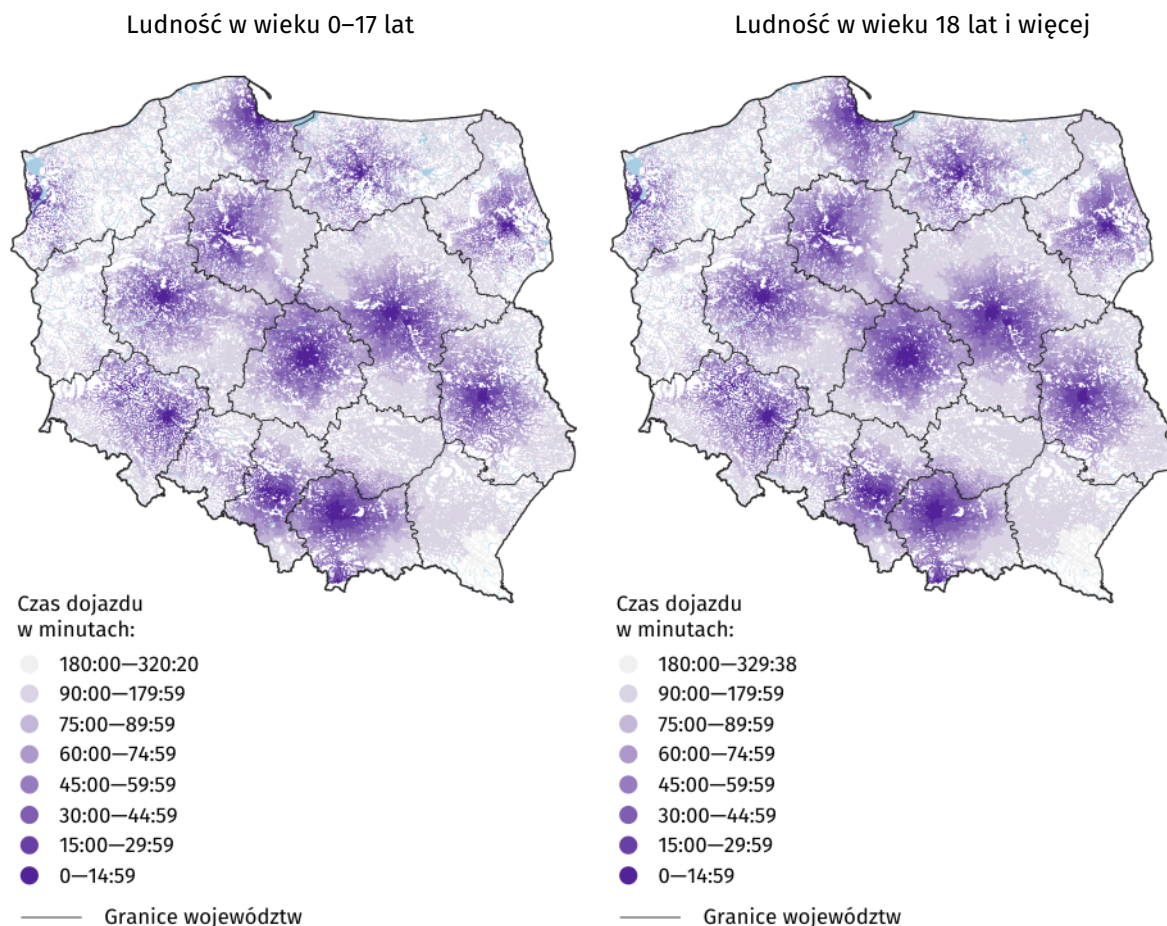 Ludność w wieku 0–17 lat
Ludność w wieku 18 lat i więcej
Czas dojazdu
w minutach:
180:00—320:20
90:00—179:59
75:00—89:59
60:00—74:59
45:00—59:59
30:00—44:59
15:00—29:59
0—14:59
Granice województw
Czas dojazdu
w minutach:
180:00—329:38
90:00—179:59
75:00—89:59
60:00—74:59
45:00—59:59
30:00—44:59
15:00—29:59
0—14:59
Granice województw